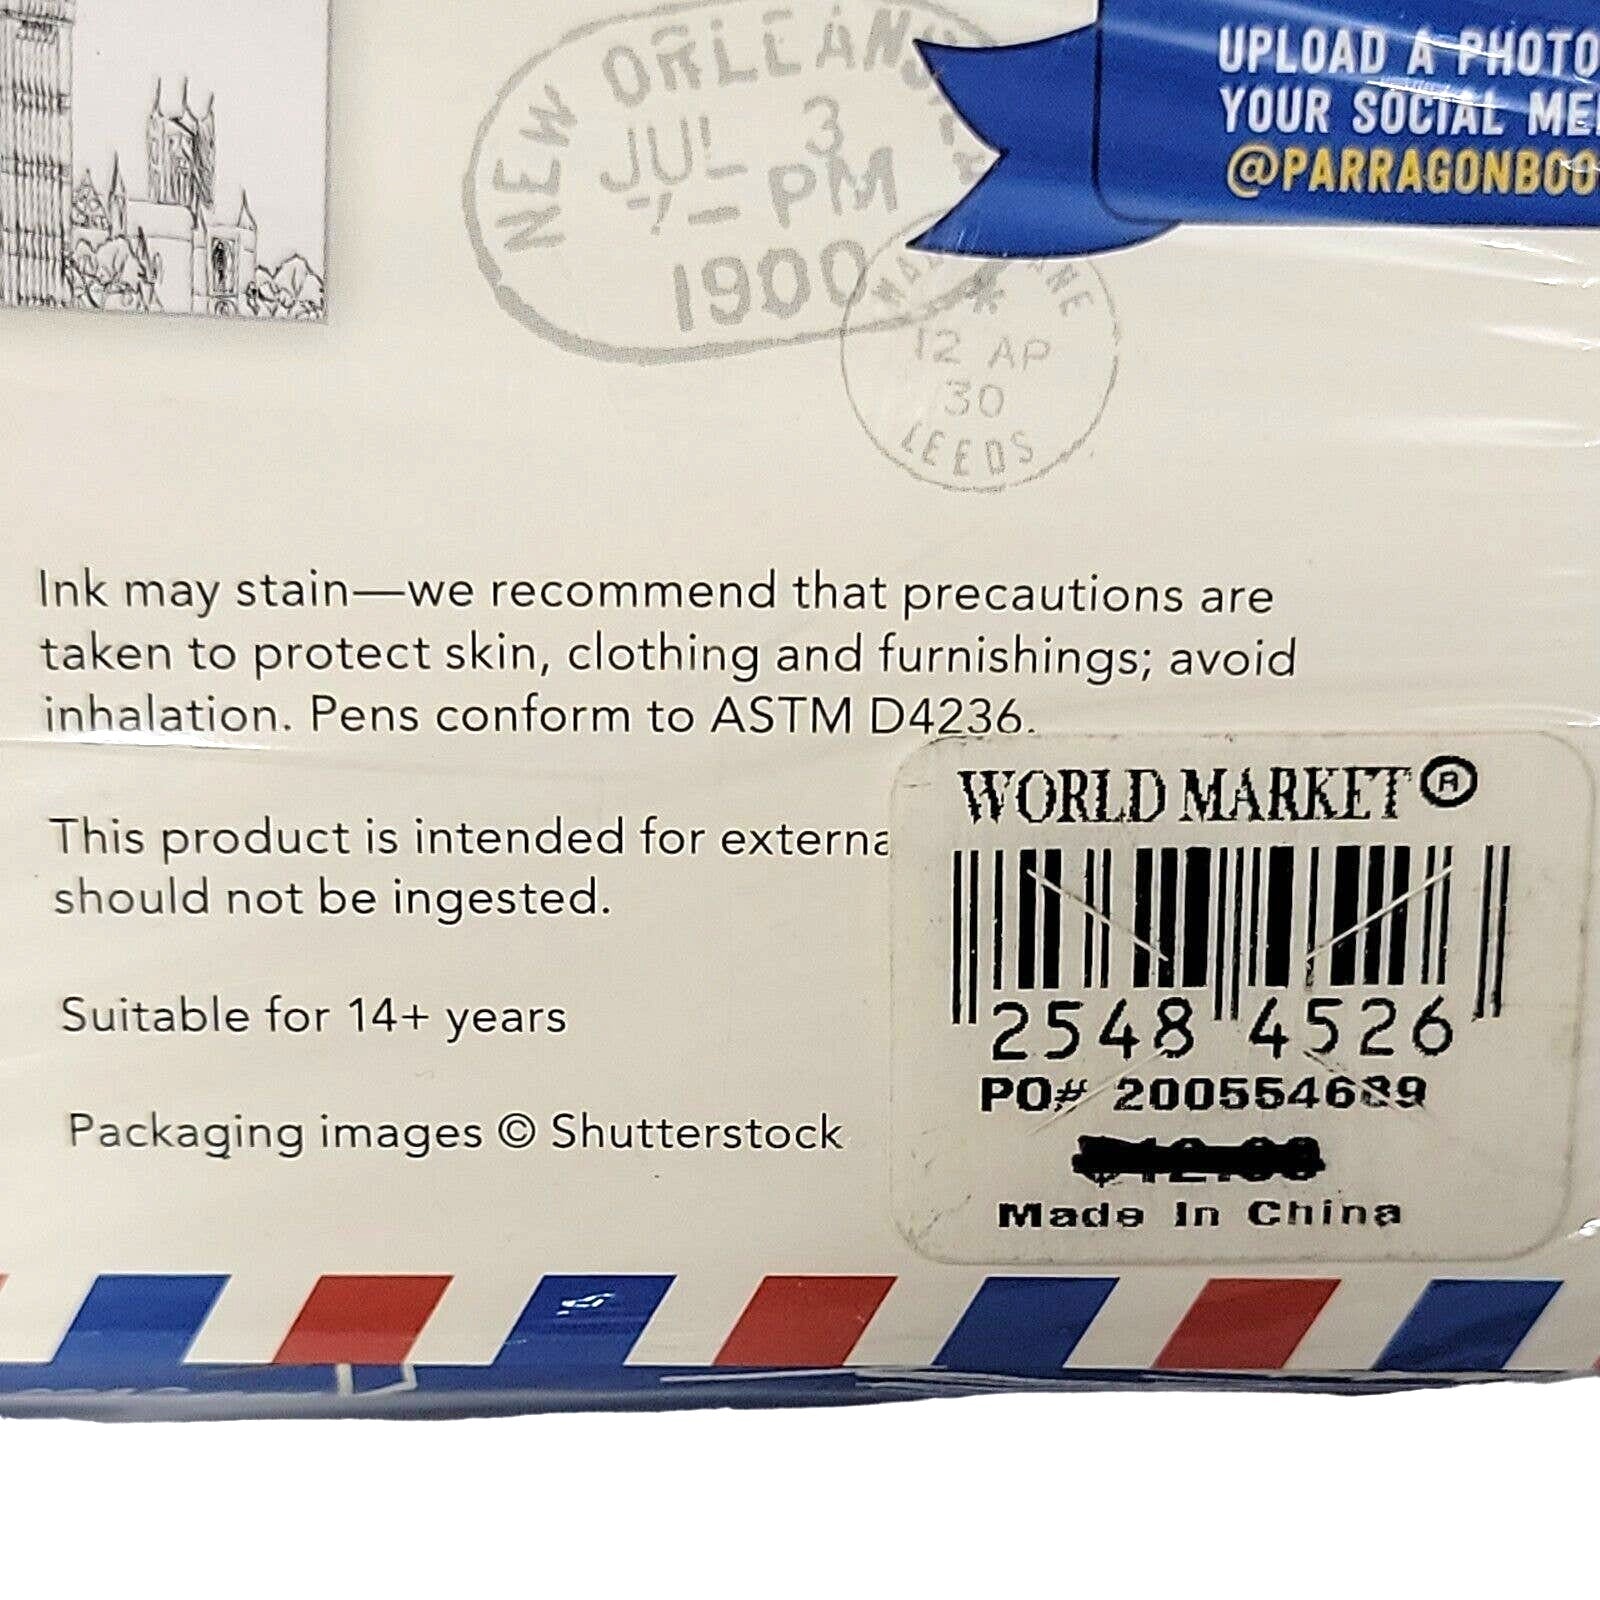 NEW ORLEANS
JUL 3
7- PM
1900
12 AP
30
LEEDS
UPLOAD A PHOTO
YOUR SOCIAL ME
@PARRAGONBOO
Ink may stain—we recommend that precautions are
taken to protect skin, clothing and furnishings; avoid
inhalation. Pens conform to ASTM D4236.
This product is intended for externa
should not be ingested.
Suitable for 14+ years
Packaging images © Shutterstock
WORLD MARKET®
2548 4526
PO# 200554689
Made In China